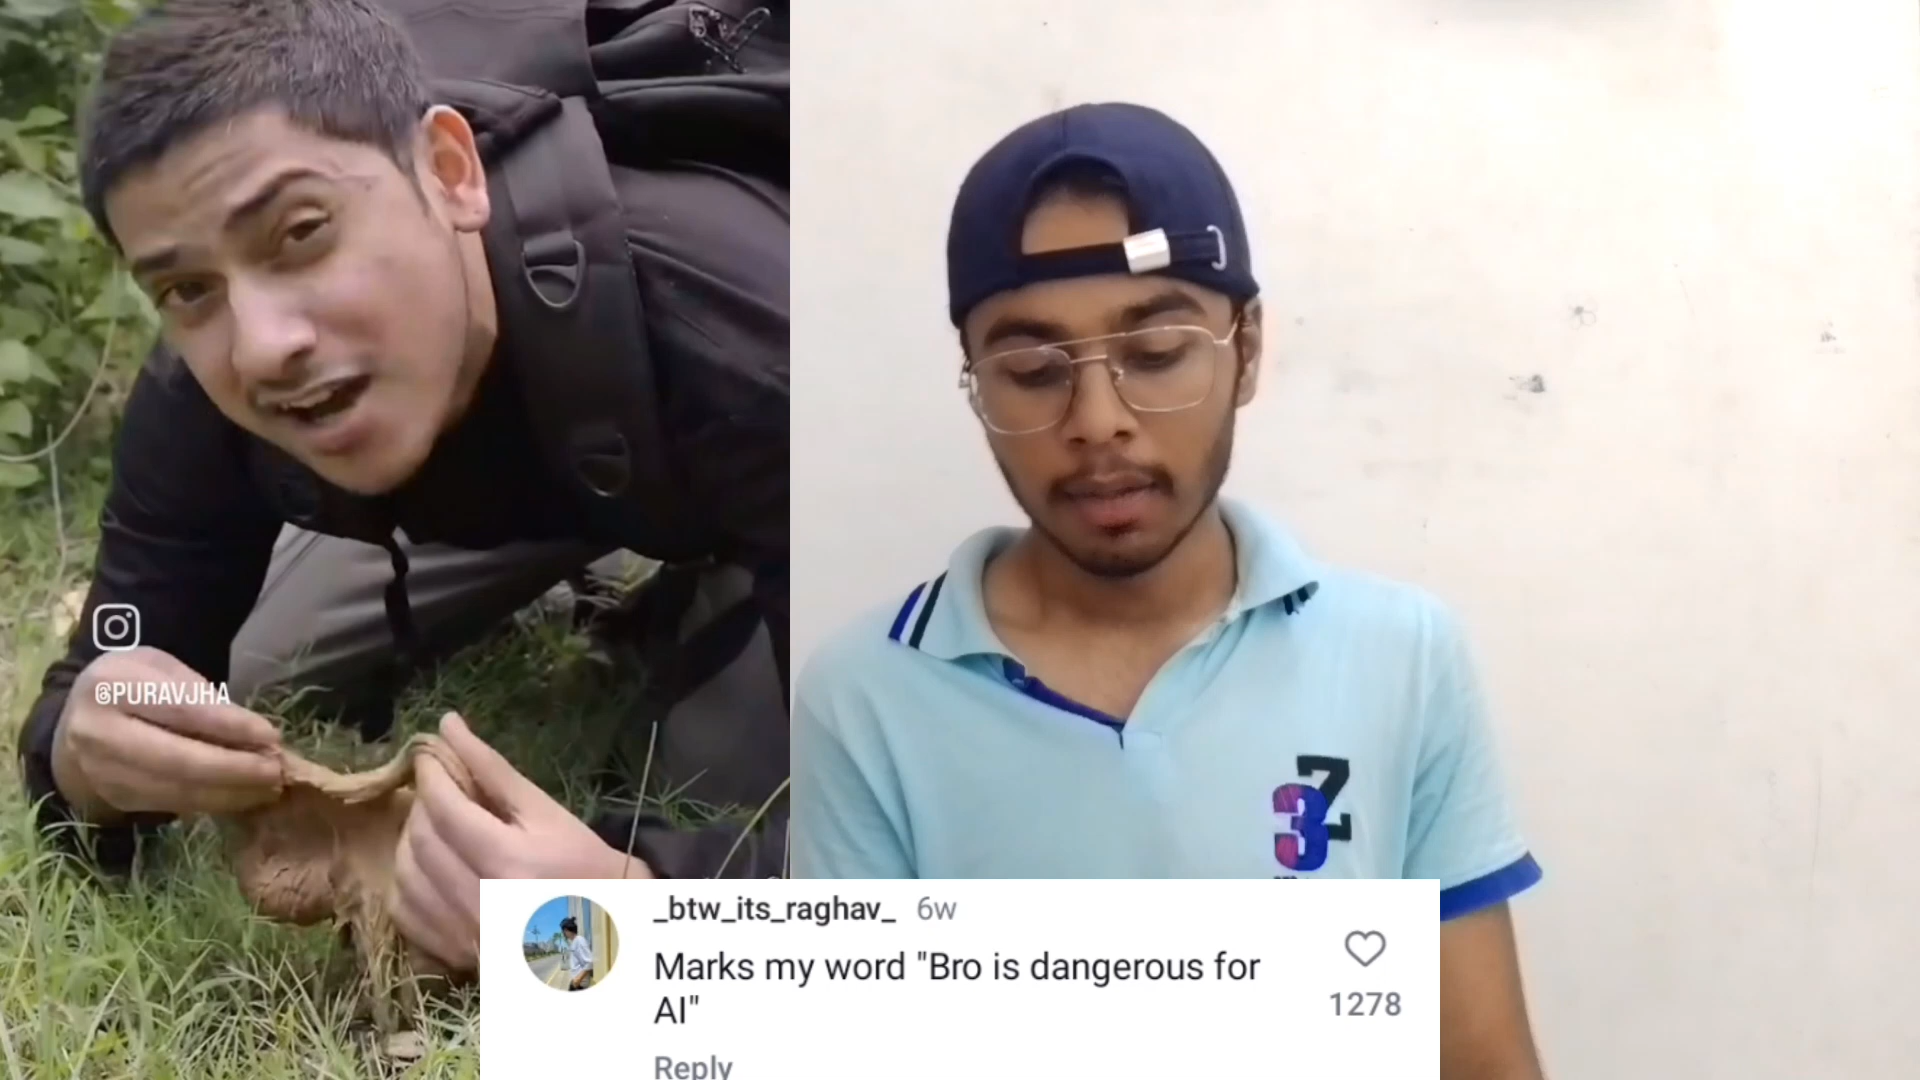 @PURAVJHA
3Z
_btw_its_raghav_ 6w
Marks my word "Bro is dangerous for
AI"
1278
Reply